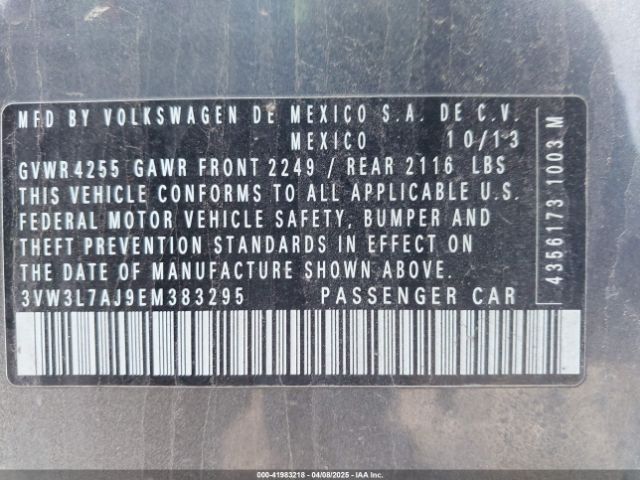 MFD BY VOLKSWAGEN DE MEXICO S.A. DE C.V.
MEXICO 10/13
GVWR 4255 GAWR FRONT 2249 / REAR 2116 LBS
THIS VEHICLE CONFORMS TO ALL APPLICABLE U.S.
FEDERAL MOTOR VEHICLE SAFETY, BUMPER AND
THEFT PREVENTION STANDARDS IN EFFECT ON
THE DATE OF MANUFACTURE SHOWN ABOVE.
3VW3L7AJ9EM383295 PASSENGER CAR
4356173 1003 M
000-41983218 - 04/08/2025 - IAA Inc.